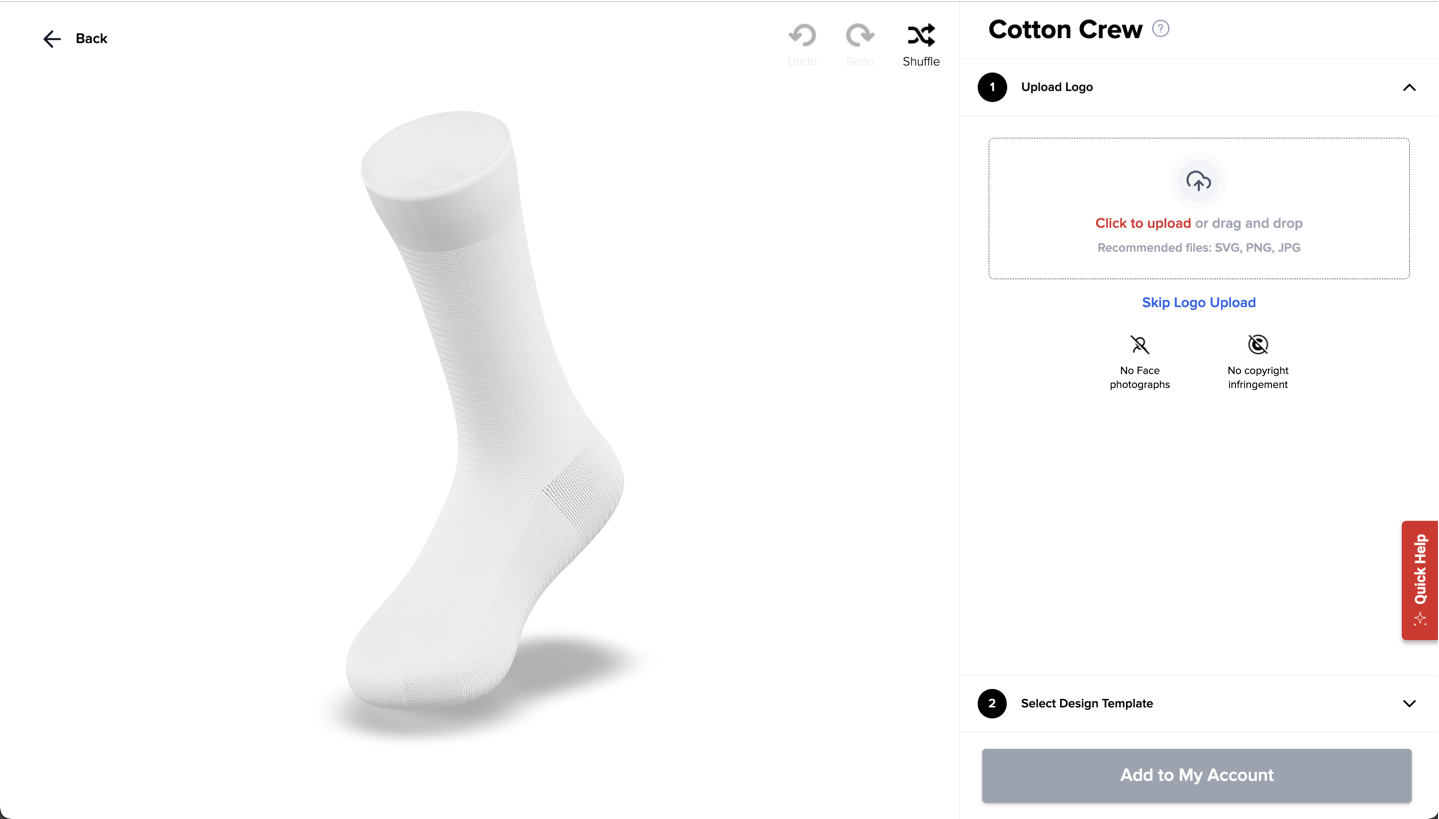 Back
Undo
Redo
Shuffle
Cotton Crew
?
1
Upload Logo
Click to upload or drag and drop
Recommended files: SVG, PNG, JPG
Skip Logo Upload
No Face
photographs
No copyright
infringement
Quick Help
2
Select Design Template
Add to My Account